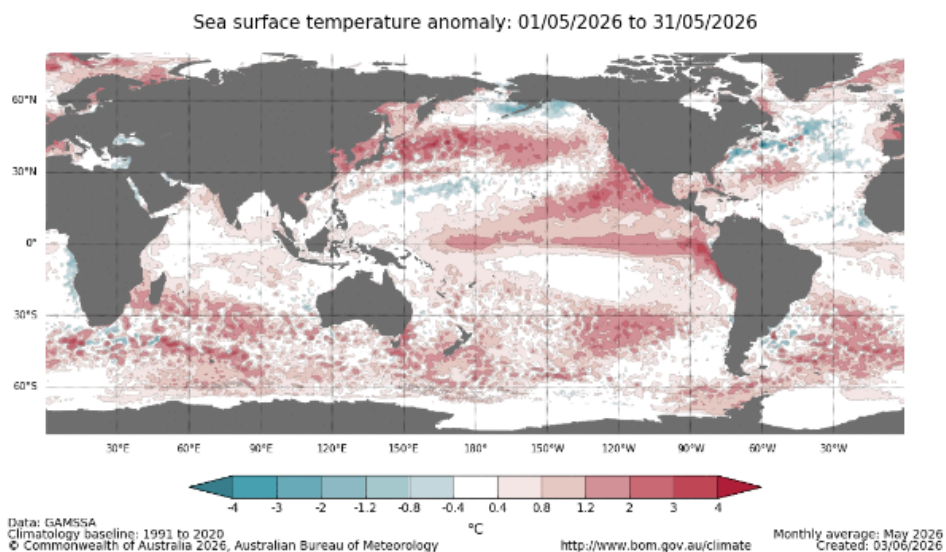 Sea surface temperature anomaly: 01/05/2026 to 31/05/2026
60°N
30°N
0°
30°S
60°S
30°E 60°E 90°E 120°E 150°E 180° 150°W 120°W 90°W 60°W 30°W
-4 -3 -2 -1.2 -0.8 -0.4 0.4 0.8 1.2 2 3 4
°C
Data: GAMSSA
Climatology baseline: 1991 to 2020
© Commonwealth of Australia 2026, Australian Bureau of Meteorology
http://www.bom.gov.au/climate
Monthly average: May 2026
Created: 03/06/2026